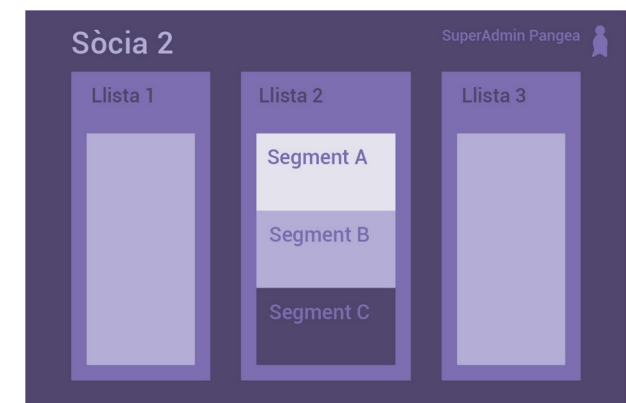 Sòcia 2
SuperAdmin Pangea
Llista 1
Llista 2
Segment A
Segment B
Segment C
Llista 3